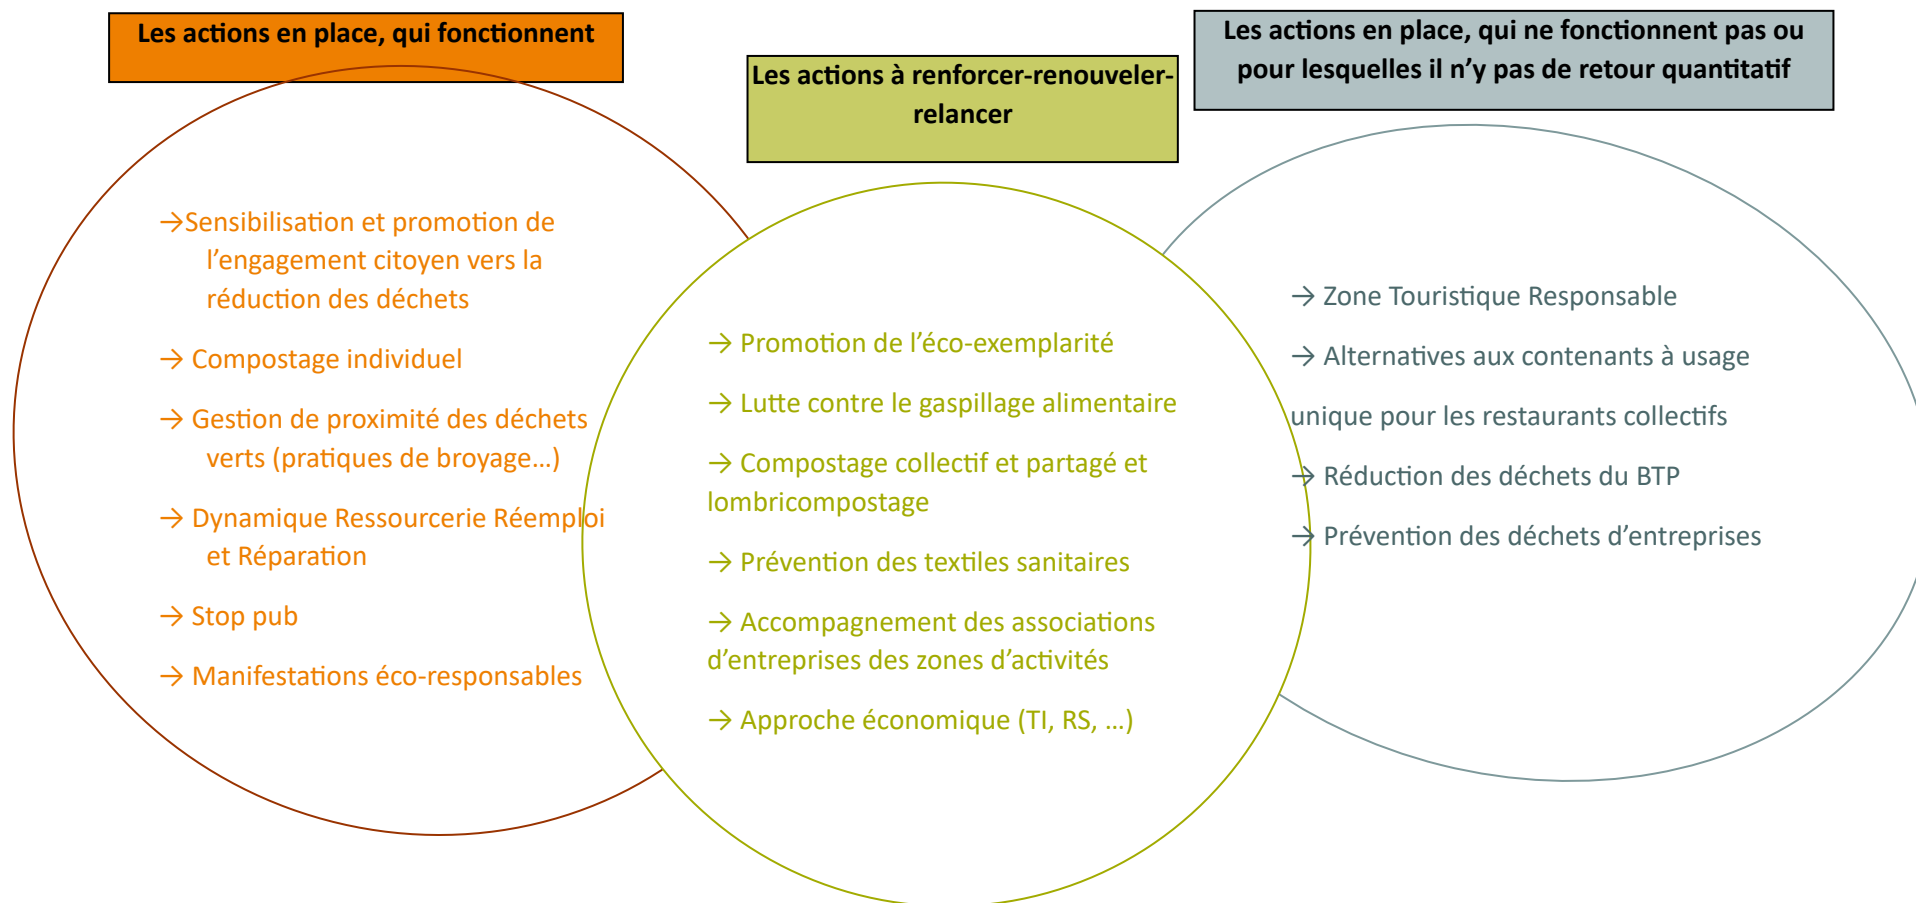 Les actions en place, qui fonctionnent
→Sensibilisation et promotion de
l’engagement citoyen vers la
réduction des déchets
→ Compostage individuel
→ Gestion de proximité des déchets
verts (pratiques de broyage…)
→ Dynamique Ressourcerie Réemploi
et Réparation
→ Stop pub
→ Manifestations éco-responsables
Les actions à renforcer-renouveler-
relancer
→ Promotion de l’éco-exemplarité
→ Lutte contre le gaspillage alimentaire
→ Compostage collectif et partagé et
lombricompostage
→ Prévention des textiles sanitaires
→ Accompagnement des associations
d’entreprises des zones d’activités
→ Approche économique (TI, RS, …)
Les actions en place, qui ne fonctionnent pas ou
pour lesquelles il n’y pas de retour quantitatif
→ Zone Touristique Responsable
→ Alternatives aux contenants à usage
unique pour les restaurants collectifs
→ Réduction des déchets du BTP
→ Prévention des déchets d’entreprises